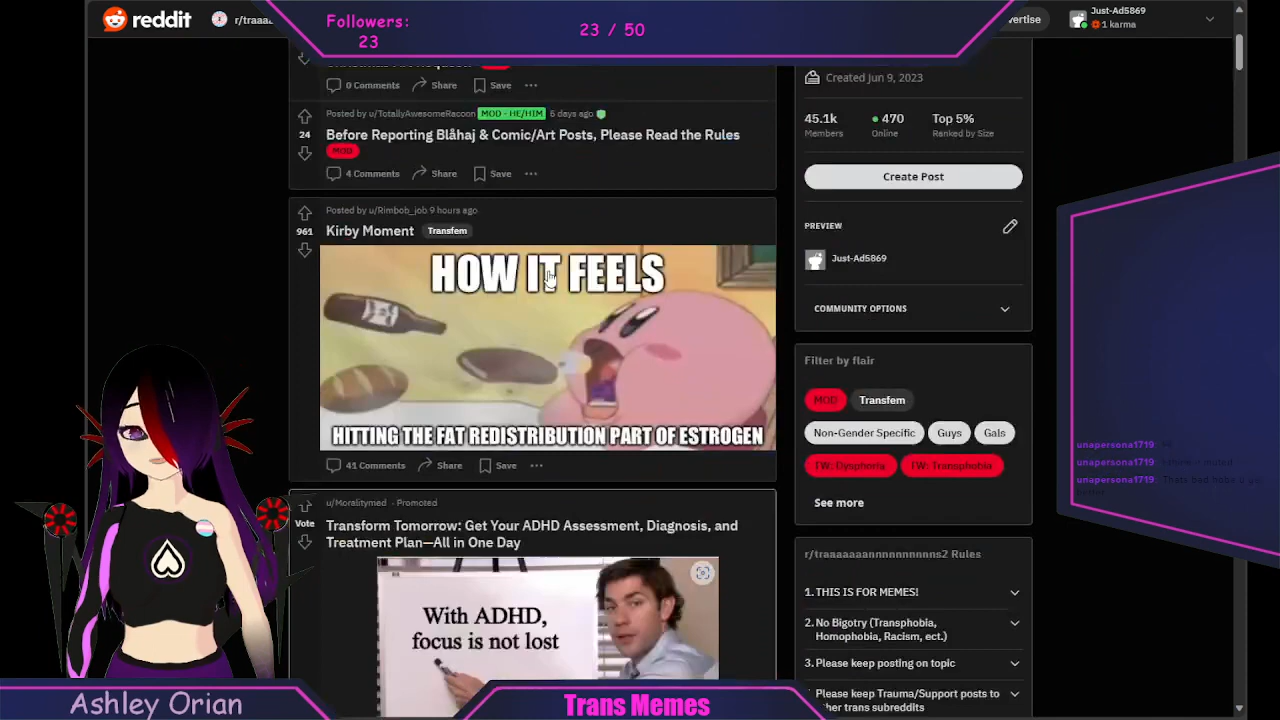 reddit
r/traaa...
Followers:
23
23 / 50
Just-Ad5869
1 karma
0 Comments Share Save
Posted by u/TotallyAwesomeRacoon MOD - HE/HIM 6 days ago
24
Before Reporting Blåhaj & Comic/Art Posts, Please Read the Rules
MOD
4 Comments Share Save
Posted by u/Rimbob_job 9 hours ago
961
Kirby Moment Transfem
HOW IT FEELS
HITTING THE FAT REDISTRIBUTION PART OF ESTROGEN
41 Comments Share Save
u/Moralitymed · Promoted
Vote
Transform Tomorrow: Get Your ADHD Assessment, Diagnosis, and
Treatment Plan—All in One Day
With ADHD,
focus is not lost
Created Jun 9, 2023
45.1k 470 Top 5%
Members Online Ranked by Size
Create Post
PREVIEW
Just-Ad5869
COMMUNITY OPTIONS
Filter by flair
MOD Transfem
Non-Gender Specific Guys Gals
TW: Dysphoria TW: Transphobia
See more
r/traaaaaaannnnnnnnnns2 Rules
1. THIS IS FOR MEMES!
2. No Bigotry (Transphobia,
Homophobia, Racism, ect.)
3. Please keep posting on topic
Please keep Trauma/Support posts to
ther trans subreddits
unapersona1719:
unapersona1719:
unapersona1719:
Ashley Orian
Trans Memes